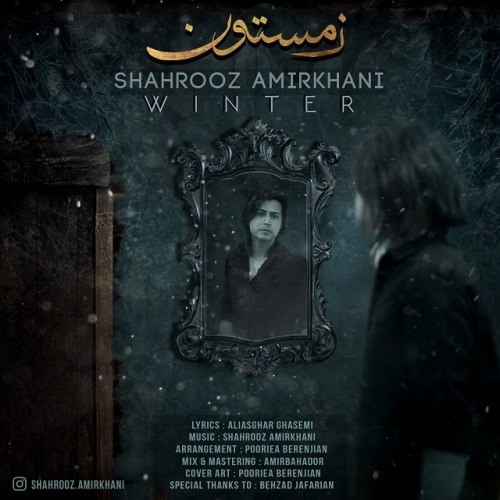 زمستون
SHAHROOZ AMIRKHANI
WINTER
LYRICS : ALIASGHAR GHASEMI
MUSIC : SHAHROOZ AMIRKHANI
ARRANGEMENT : POORIEA BERENJIAN
MIX & MASTERING : AMIRBAHADOR
COVER ART : POORIEA BERENJIAN
SPECIAL THANKS TO : BEHZAD JAFARIAN
SHAHROOZ.AMIRKHANI